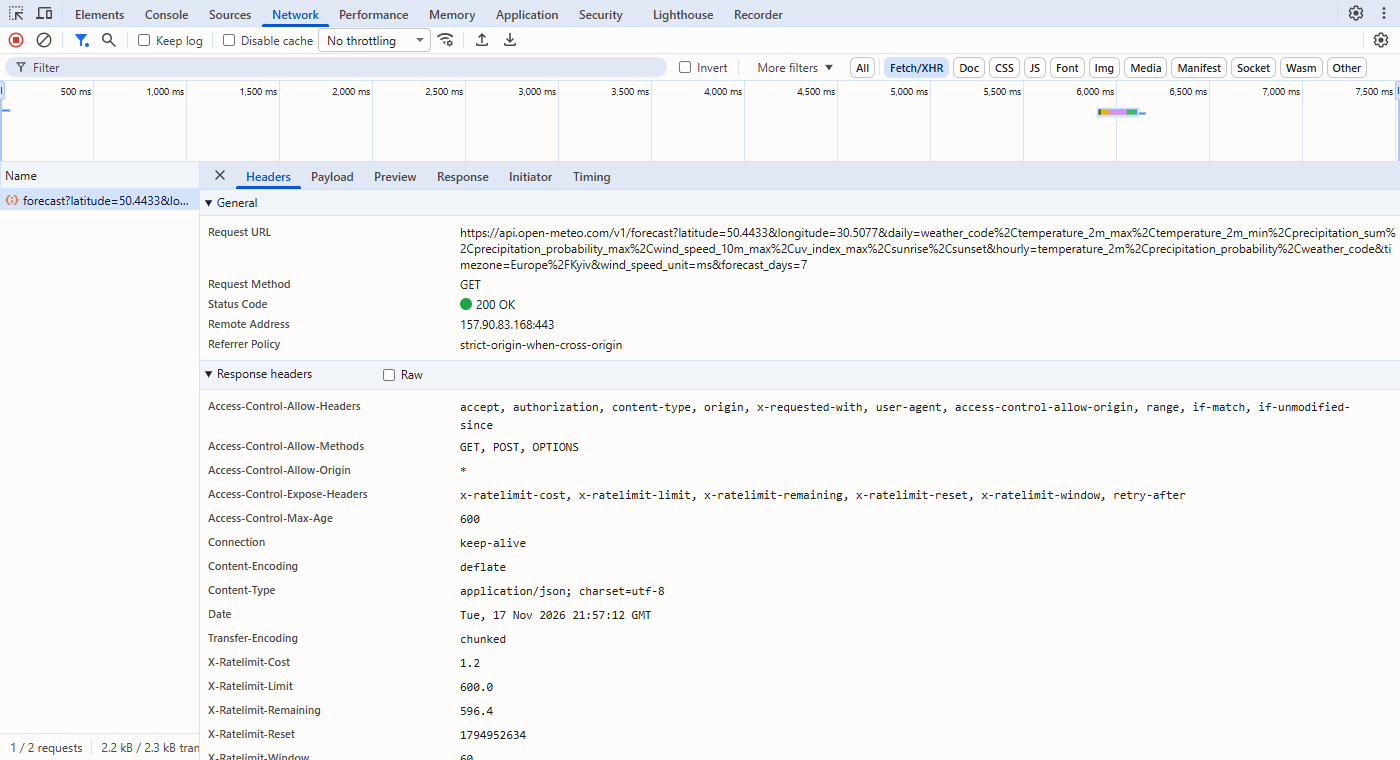 Elements Console Sources Network Performance Memory Application Security Lighthouse Recorder
Keep log Disable cache No throttling
Filter Invert More filters All Fetch/XHR Doc CSS JS Font Img Media Manifest Socket Wasm Other
500 ms 1,000 ms 1,500 ms 2,000 ms 2,500 ms 3,000 ms 3,500 ms 4,000 ms 4,500 ms 5,000 ms 5,500 ms 6,000 ms 6,500 ms 7,000 ms 7,500 ms
Name
forecast?latitude=50.4433&lo...
1 / 2 requests 2.2 kB / 2.3 kB tran
Headers Payload Preview Response Initiator Timing
General
Request URL
https://api.open-meteo.com/v1/forecast?latitude=50.4433&longitude=30.5077&daily=weather_code%2Ctemperature_2m_max%2Ctemperature_2m_min%2Cprecipitation_sum%
2Cprecipitation_probability_max%2Cwind_speed_10m_max%2Cuv_index_max%2Csunrise%2Csunset&hourly=temperature_2m%2Cprecipitation_probability%2Cweather_code&ti
mezone=Europe%2FKyiv&wind_speed_unit=ms&forecast_days=7
Request Method GET
Status Code 200 OK
Remote Address 157.90.83.168:443
Referrer Policy strict-origin-when-cross-origin
Response headers Raw
Access-Control-Allow-Headers accept, authorization, content-type, origin, x-requested-with, user-agent, access-control-allow-origin, range, if-match, if-unmodified-
since
Access-Control-Allow-Methods GET, POST, OPTIONS
Access-Control-Allow-Origin *
Access-Control-Expose-Headers x-ratelimit-cost, x-ratelimit-limit, x-ratelimit-remaining, x-ratelimit-reset, x-ratelimit-window, retry-after
Access-Control-Max-Age 600
Connection keep-alive
Content-Encoding deflate
Content-Type application/json; charset=utf-8
Date Tue, 17 Nov 2026 21:57:12 GMT
Transfer-Encoding chunked
X-Ratelimit-Cost 1.2
X-Ratelimit-Limit 600.0
X-Ratelimit-Remaining 596.4
X-Ratelimit-Reset 1794952634
X-Ratelimit-Window 60